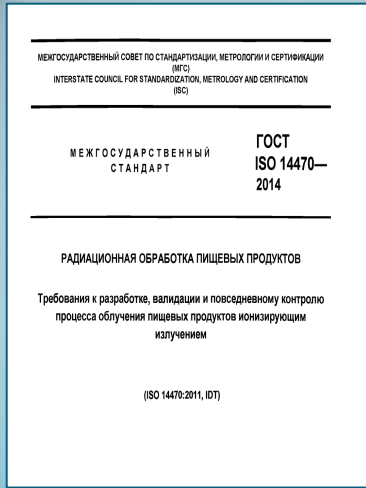 МЕЖГОСУДАРСТВЕННЫЙ СОВЕТ ПО СТАНДАРТИЗАЦИИ, МЕТРОЛОГИИ И СЕРТИФИКАЦИИ
(МГС)
INTERSTATE COUNCIL FOR STANDARDIZATION, METROLOGY AND CERTIFICATION
(ISC)
МЕЖГОСУДАРСТВЕННЫЙ
СТАНДАРТ
ГОСТ
ISO 14470—
2014
РАДИАЦИОННАЯ ОБРАБОТКА ПИЩЕВЫХ ПРОДУКТОВ
Требования к разработке, валидации и повседневному контролю
процесса облучения пищевых продуктов ионизирующим
излучением
(ISO 14470:2011, IDT)